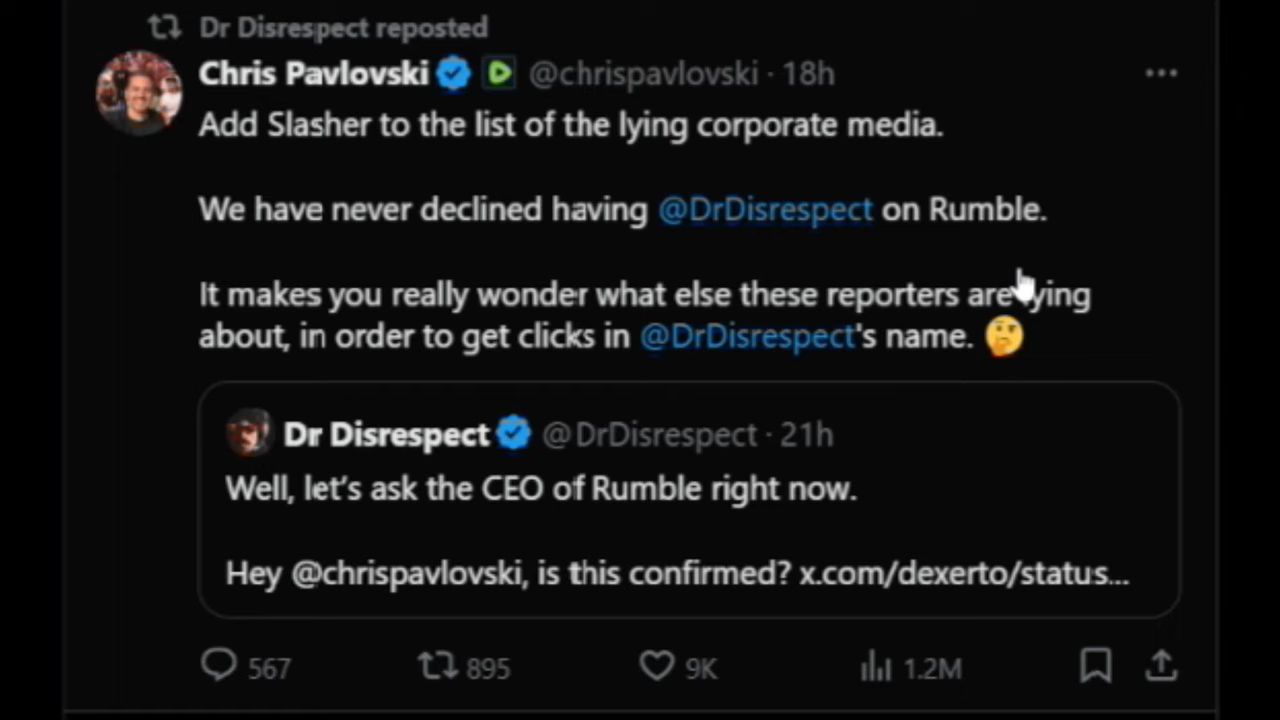 Dr Disrespect reposted
Chris Pavlovski @chrispavlovski · 18h
Add Slasher to the list of the lying corporate media.
We have never declined having @DrDisrespect on Rumble.
It makes you really wonder what else these reporters are lying
about, in order to get clicks in @DrDisrespect's name. 🤔
Dr Disrespect @DrDisrespect · 21h
Well, let's ask the CEO of Rumble right now.
Hey @chrispavlovski, is this confirmed? x.com/dexerto/status...
567 895 9K 1.2M